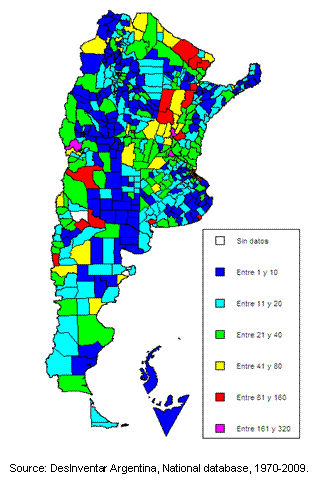 Sin datos
Entre 1 y 10
Entre 11 y 20
Entre 21 y 40
Entre 41 y 80
Entre 81 y 160
Entre 161 y 320
Source: DesInventar Argentina, National database, 1970-2009.